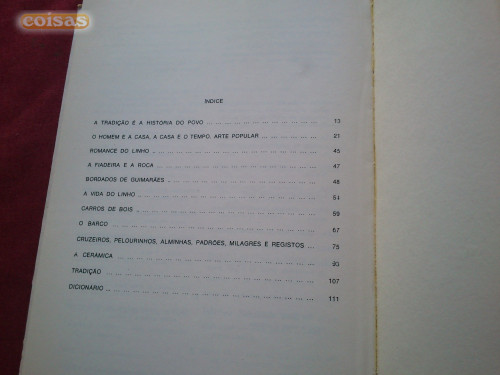 coisas
ÍNDICE
A TRADIÇÃO É A HISTÓRIA DO POVO ... 13
O HOMEM E A CASA, A CASA E O TEMPO. ARTE POPULAR ... 21
ROMANCE DO LINHO ... 45
A FIADEIRA E A ROCA ... 47
BORDADOS DE GUIMARÃES ... 48
A VIDA DO LINHO ... 51
CARROS DE BOIS ... 59
O BARCO ... 67
CRUZEIROS, PELOURINHOS, ALMINHAS, PADRÕES, MILAGRES E REGISTOS ... 75
A CERÂMICA ... 93
TRADIÇÃO ... 107
DICIONÁRIO ... 111